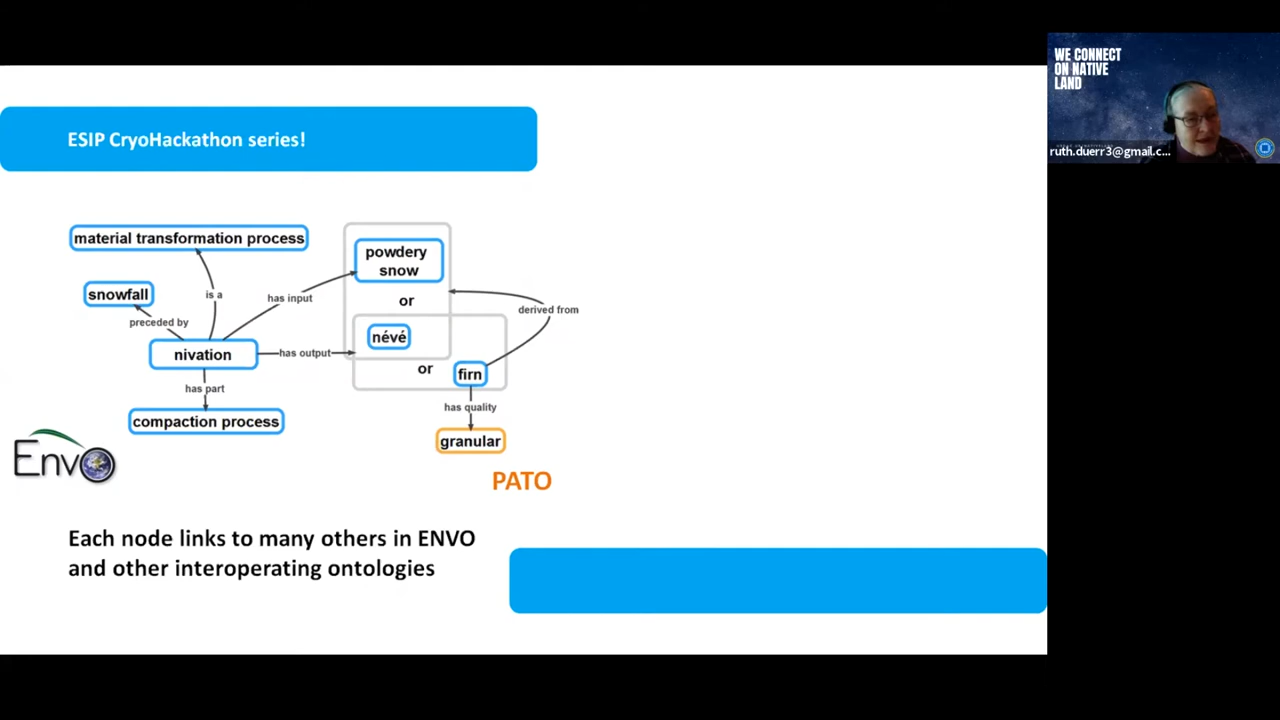 WE CONNECT
ON NATIVE
LAND
ruth.duerr3@gmail.c...
ESIP CryoHackathon series!
material transformation process
snowfall
is a
preceded by
nivation
has part
compaction process
has input
has output
powdery
snow
or
névé
or
firn
derived from
has quality
granular
EnvO
PATO
Each node links to many others in ENVO
and other interoperating ontologies